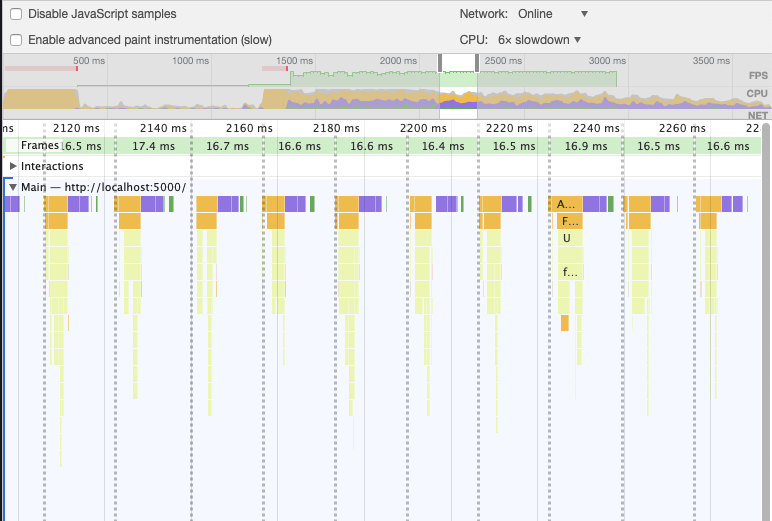 Disable JavaScript samples Network: Online
Enable advanced paint instrumentation (slow) CPU: 6× slowdown
500 ms 1000 ms 1500 ms 2000 ms 2500 ms 3000 ms 3500 ms
FPS
CPU
NET
ms 2120 ms 2140 ms 2160 ms 2180 ms 2200 ms 2220 ms 2240 ms 2260 ms 22
Frames 16.5 ms 17.4 ms 16.7 ms 16.6 ms 16.6 ms 16.4 ms 16.5 ms 16.9 ms 16.5 ms 16.6 ms
Interactions
Main — http://localhost:5000/
A...
F...
U
f...